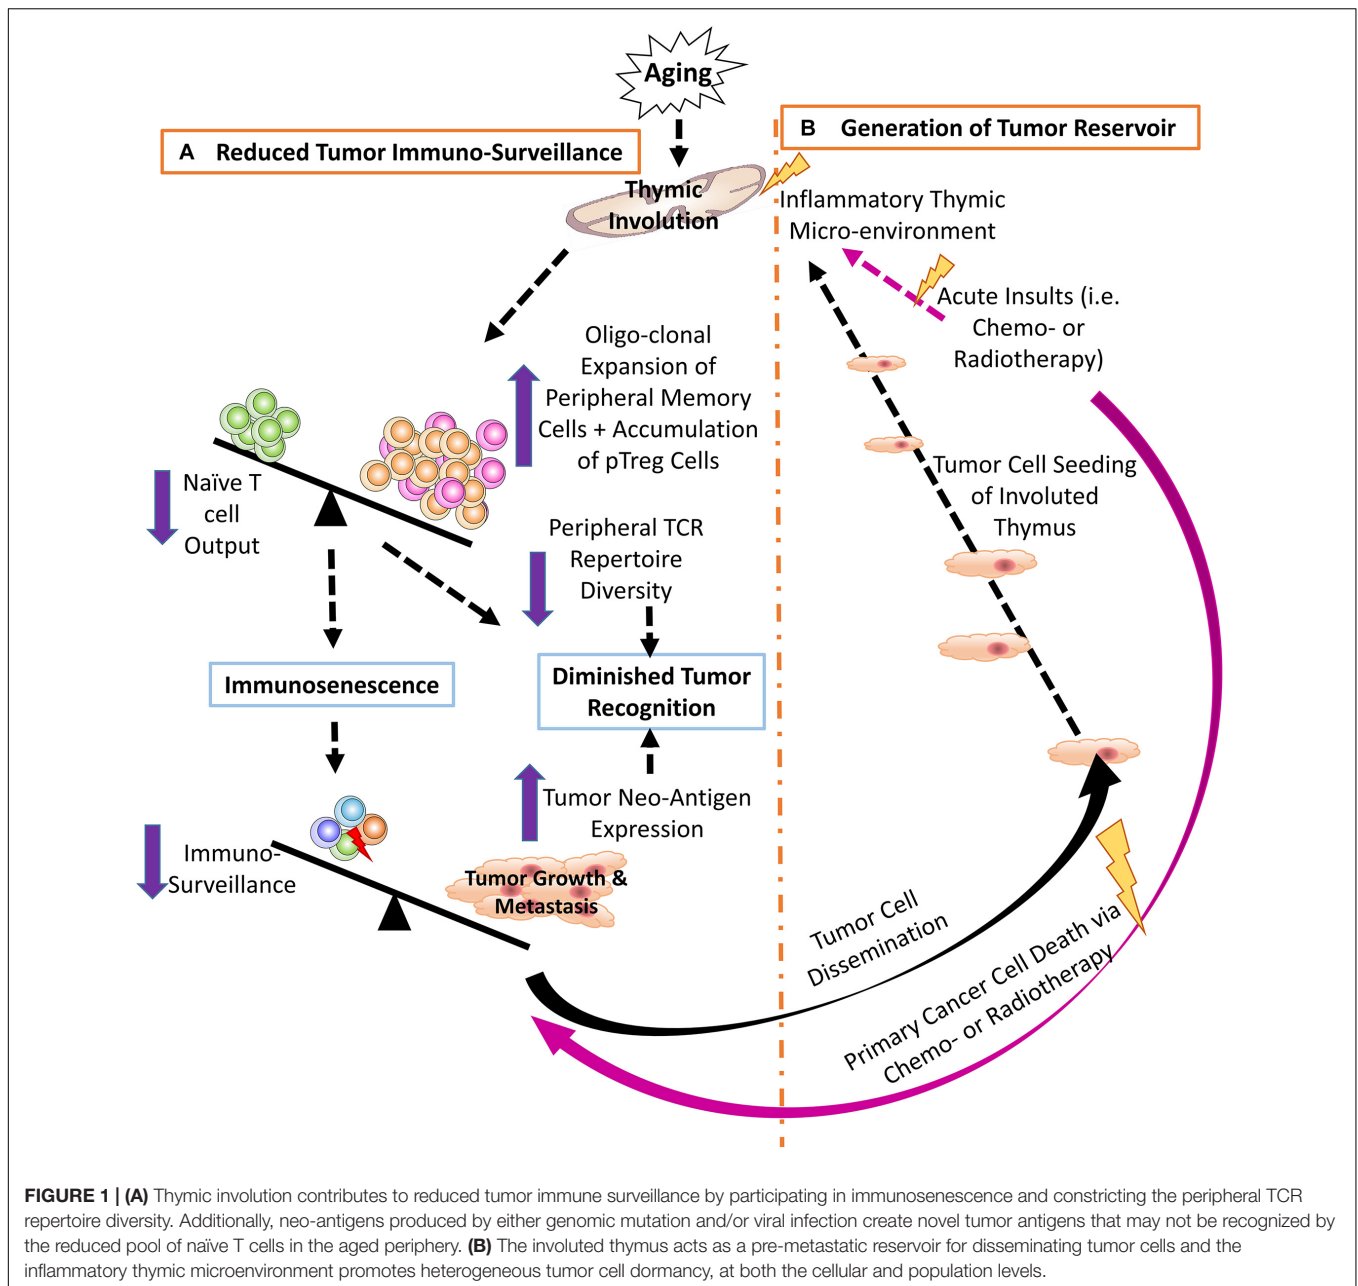 Aging
A Reduced Tumor Immuno-Surveillance
B Generation of Tumor Reservoir
Thymic
Involution
Inflammatory Thymic
Micro-environment
Acute Insults (i.e.
Chemo- or
Radiotherapy)
Oligo-clonal
Expansion of
Peripheral Memory
Cells + Accumulation
of pTreg Cells
Naïve T
cell
Output
Tumor Cell Seeding
of Involuted
Thymus
Peripheral TCR
Repertoire
Diversity
Immunosenescence
Diminished Tumor
Recognition
Tumor Neo-Antigen
Expression
Immuno-
Surveillance
Tumor Growth &
Metastasis
Tumor Cell
Dissemination
Primary Cancer Cell Death via
Chemo- or Radiotherapy
FIGURE 1 | (A) Thymic involution contributes to reduced tumor immune surveillance by participating in immunosenescence and constricting the peripheral TCR
repertoire diversity. Additionally, neo-antigens produced by either genomic mutation and/or viral infection create novel tumor antigens that may not be recognized by
the reduced pool of naïve T cells in the aged periphery. (B) The involuted thymus acts as a pre-metastatic reservoir for disseminating tumor cells and the
inflammatory thymic microenvironment promotes heterogeneous tumor cell dormancy, at both the cellular and population levels.